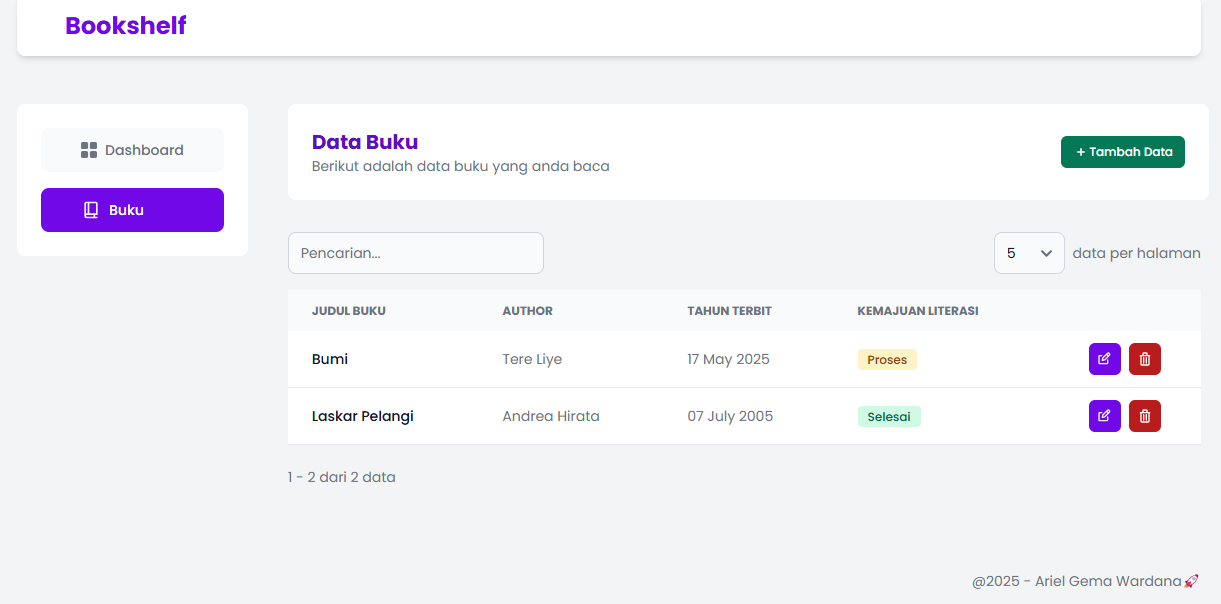 Bookshelf
Dashboard
Buku
Data Buku
Berikut adalah data buku yang anda baca
+ Tambah Data
Pencarian...
5 data per halaman
JUDUL BUKU AUTHOR TAHUN TERBIT KEMAJUAN LITERASI
Bumi Tere Liye 17 May 2025 Proses
Laskar Pelangi Andrea Hirata 07 July 2005 Selesai
1 - 2 dari 2 data
@2025 - Ariel Gema Wardana🚀